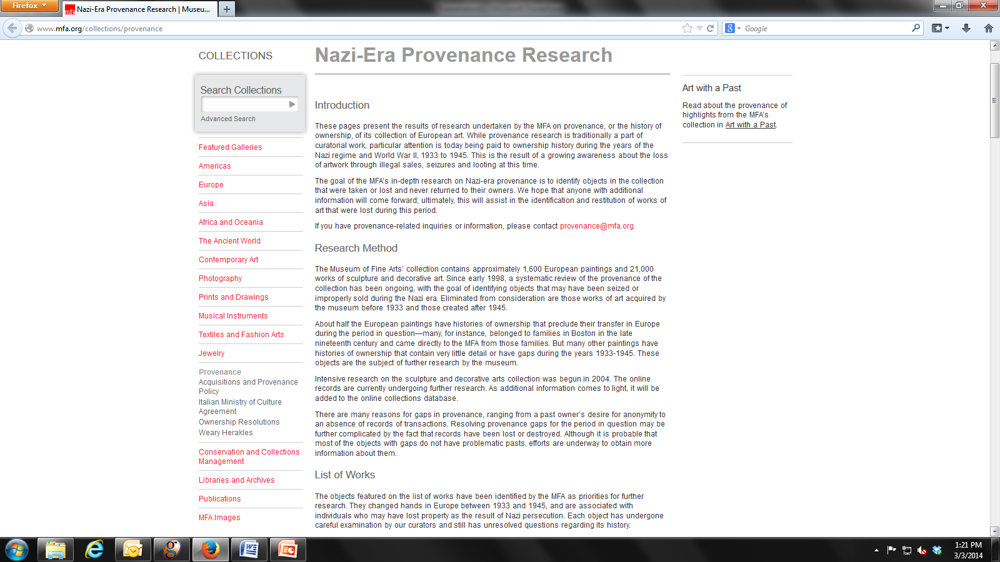 Firefox
mfa
Nazi-Era Provenance Research | Museu...
www.mfa.org/collections/provenance
Google
COLLECTIONS
Search Collections
Advanced Search
Featured Galleries
Americas
Europe
Asia
Africa and Oceania
The Ancient World
Contemporary Art
Photography
Prints and Drawings
Musical Instruments
Textiles and Fashion Arts
Jewelry
Provenance
Acquisitions and Provenance
Policy
Italian Ministry of Culture
Agreement
Ownership Resolutions
Weary Herakles
Conservation and Collections
Management
Libraries and Archives
Publications
MFA Images
Nazi-Era Provenance Research
Introduction
These pages present the results of research undertaken by the MFA on provenance, or the history of
ownership, of its collection of European art. While provenance research is traditionally a part of
curatorial work, particular attention is today being paid to ownership history during the years of the
Nazi regime and World War II, 1933 to 1945. This is the result of a growing awareness about the loss
of artwork through illegal sales, seizures and looting at this time.
The goal of the MFA's in-depth research on Nazi-era provenance is to identify objects in the collection
that were taken or lost and never returned to their owners. We hope that anyone with additional
information will come forward; ultimately, this will assist in the identification and restitution of works of
art that were lost during this period.
If you have provenance-related inquiries or information, please contact provenance@mfa.org.
Research Method
The Museum of Fine Arts' collection contains approximately 1,600 European paintings and 21,000
works of sculpture and decorative art. Since early 1998, a systematic review of the provenance of the
collection has been ongoing, with the goal of identifying objects that may have been seized or
improperly sold during the Nazi era. Eliminated from consideration are those works of art acquired by
the museum before 1933 and those created after 1945.
About half the European paintings have histories of ownership that preclude their transfer in Europe
during the period in question—many, for instance, belonged to families in Boston in the late
nineteenth century and came directly to the MFA from those families. But many other paintings have
histories of ownership that contain very little detail or have gaps during the years 1933-1945. These
objects are the subject of further research by the museum.
Intensive research on the sculpture and decorative arts collection was begun in 2004. The online
records are currently undergoing further research. As additional information comes to light, it will be
added to the online collections database.
There are many reasons for gaps in provenance, ranging from a past owner's desire for anonymity to
an absence of records of transactions. Resolving provenance gaps for the period in question may be
further complicated by the fact that records have been lost or destroyed. Although it is probable that
most of the objects with gaps do not have problematic pasts, efforts are underway to obtain more
information about them.
List of Works
The objects featured on the list of works have been identified by the MFA as priorities for further
research. They changed hands in Europe between 1933 and 1945, and are associated with
individuals who may have lost property as the result of Nazi persecution. Each object has undergone
careful examination by our curators and still has unresolved questions regarding its history.
Art with a Past
Read about the provenance of
highlights from the MFA's
collection in Art with a Past.
1:21 PM
3/3/2014